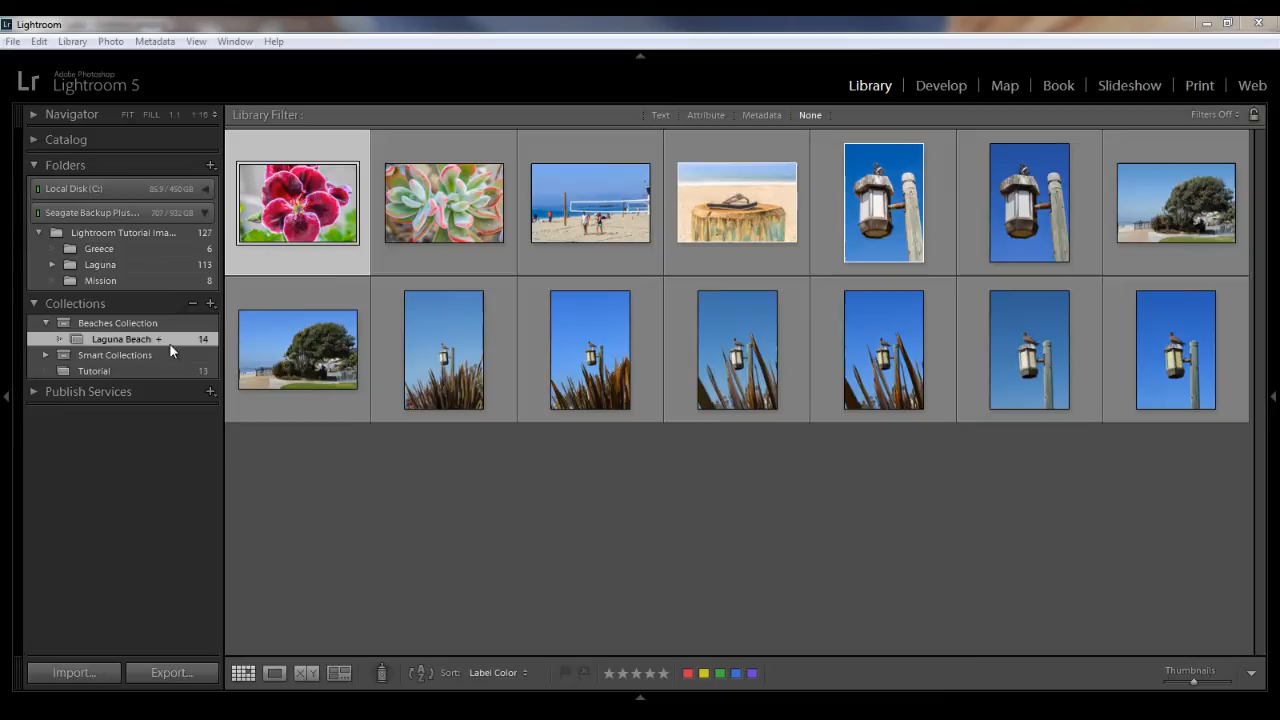 Lr Lightroom
File Edit Library Photo Metadata View Window Help
Lr Adobe Photoshop Lightroom 5
Library | Develop | Map | Book | Slideshow | Print | Web
Navigator FIT FILL 1:1 1:16
Library Filter: Text Attribute Metadata None Filters Off
Catalog
Folders
Local Disk (C:) 85.9 / 450 GB
Seagate Backup Plus... 707 / 932 GB
Lightroom Tutorial Ima... 127
Greece 6
Laguna 113
Mission 8
Collections
Beaches Collection
Laguna Beach + 14
Smart Collections
Tutorial 13
Publish Services
Import... Export... XY Sort: Label Color Thumbnails